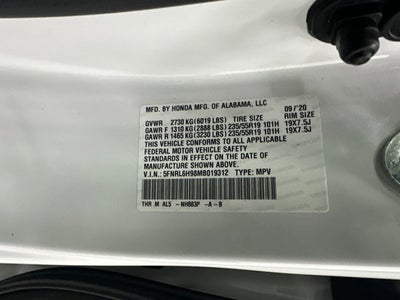 MFD. BY HONDA MFG. OF ALABAMA, LLC 09/'20
GVWR 2730 KG (6019 LBS) TIRE SIZE RIM SIZE
GAWR F 1310 KG (2888 LBS) 235/55R19 101H 19X7.5J
GAWR R 1465 KG (3230 LBS) 235/55R19 101H 19X7.5J
THIS VEHICLE CONFORMS TO ALL APPLICABLE
FEDERAL MOTOR VEHICLE SAFETY
STANDARDS IN EFFECT ON THE DATE OF
MANUFACTURE SHOWN ABOVE.
V.I.N.: 5FNRL6H98MB019312 TYPE: MPV
THR M AL5 -NH883P -A -B